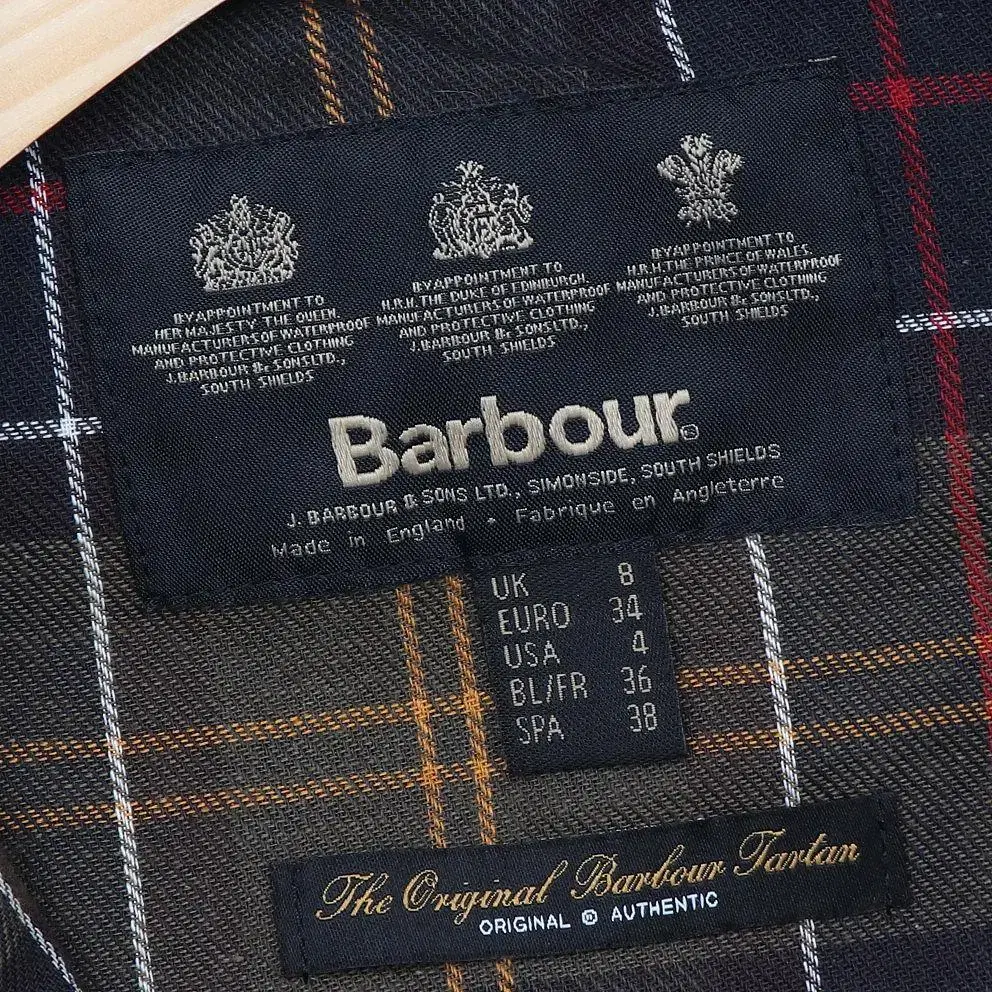 BY APPOINTMENT TO
HER MAJESTY THE QUEEN
MANUFACTURERS OF WATERPROOF
AND PROTECTIVE CLOTHING
J. BARBOUR & SONS LTD.,
SOUTH SHIELDS
BY APPOINTMENT TO
H.R.H. THE DUKE OF EDINBURGH
MANUFACTURERS OF WATERPROOF
AND PROTECTIVE CLOTHING
J. BARBOUR & SONS LTD.,
SOUTH SHIELDS
BY APPOINTMENT TO
H.R.H. THE PRINCE OF WALES
MANUFACTURERS OF WATERPROOF
AND PROTECTIVE CLOTHING
J. BARBOUR & SONS LTD.,
SOUTH SHIELDS
Barbour®
J. BARBOUR & SONS LTD., SIMONSIDE, SOUTH SHIELDS
Made in England • Fabrique en Angleterre
UK 8
EURO 34
USA 4
BL/FR 36
SPA 38
The Original Barbour Tartan
ORIGINAL ® AUTHENTIC